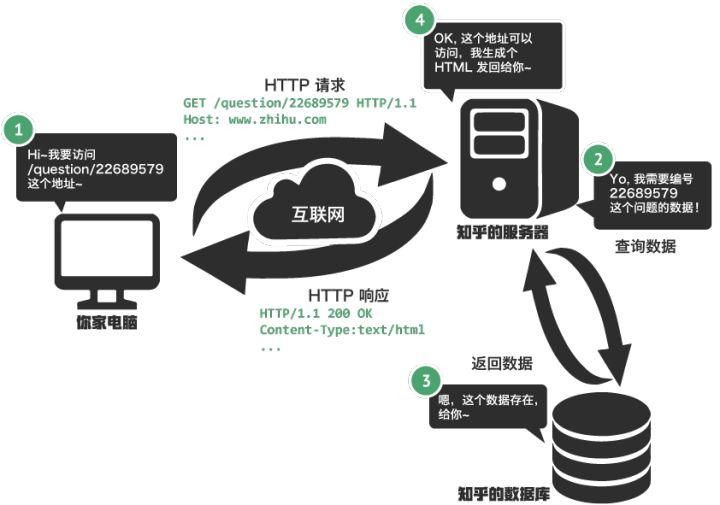 4
OK, 这个地址可以
访问，我生成个
HTML 发回给你~
HTTP 请求
GET /question/22689579 HTTP/1.1
Host: www.zhihu.com
...
1
Hi~我要访问
/question/22689579
这个地址~
互联网
你家电脑
知乎的服务器
2
Yo, 我需要编号
22689579
这个问题的数据！
查询数据
HTTP 响应
HTTP/1.1 200 OK
Content-Type:text/html
...
返回数据
3
嗯，这个数据存在，
给你~
知乎的数据库